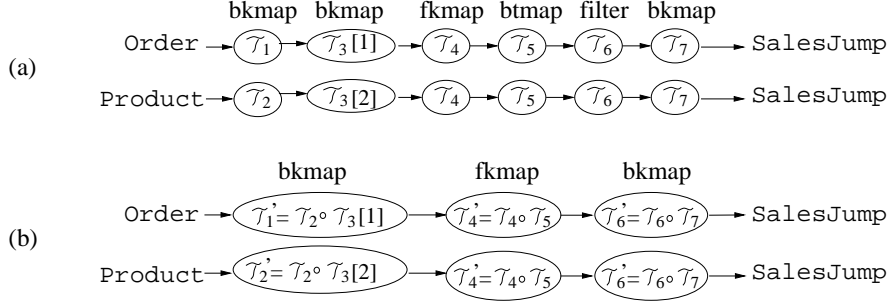 bkmap bkmap fkmap btmap filter bkmap
Order 𝒯1 𝒯3[1] 𝒯4 𝒯5 𝒯6 𝒯7 SalesJump
(a)
Product 𝒯2 𝒯3[2] 𝒯4 𝒯5 𝒯6 𝒯7 SalesJump
bkmap fkmap bkmap
Order 𝒯1'= 𝒯2∘ 𝒯3[1] 𝒯4'= 𝒯4∘ 𝒯5 𝒯6'= 𝒯6∘ 𝒯7 SalesJump
(b)
Product 𝒯2'= 𝒯2∘ 𝒯3[2] 𝒯4'= 𝒯4∘ 𝒯5 𝒯6'= 𝒯6∘ 𝒯7 SalesJump